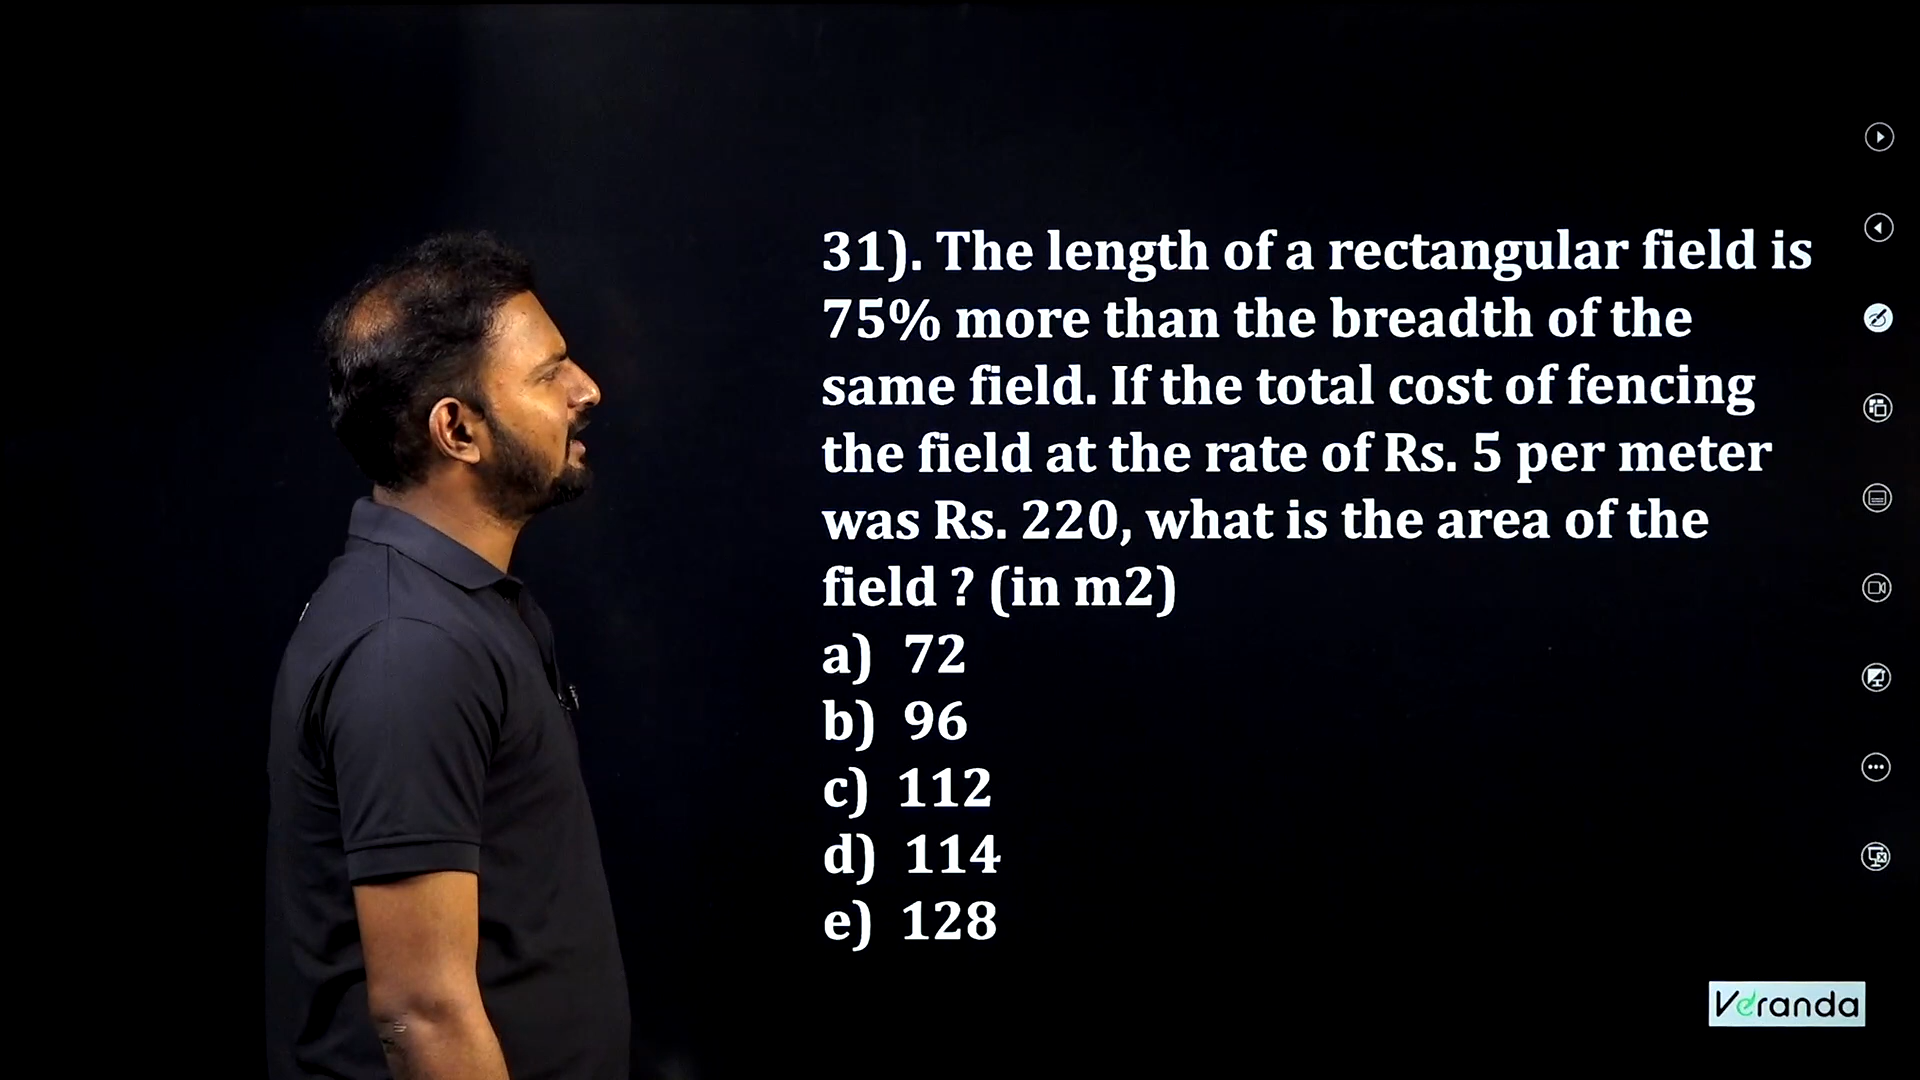 31). The length of a rectangular field is
75% more than the breadth of the
same field. If the total cost of fencing
the field at the rate of Rs. 5 per meter
was Rs. 220, what is the area of the
field ? (in m2)
a) 72
b) 96
c) 112
d) 114
e) 128
Veranda